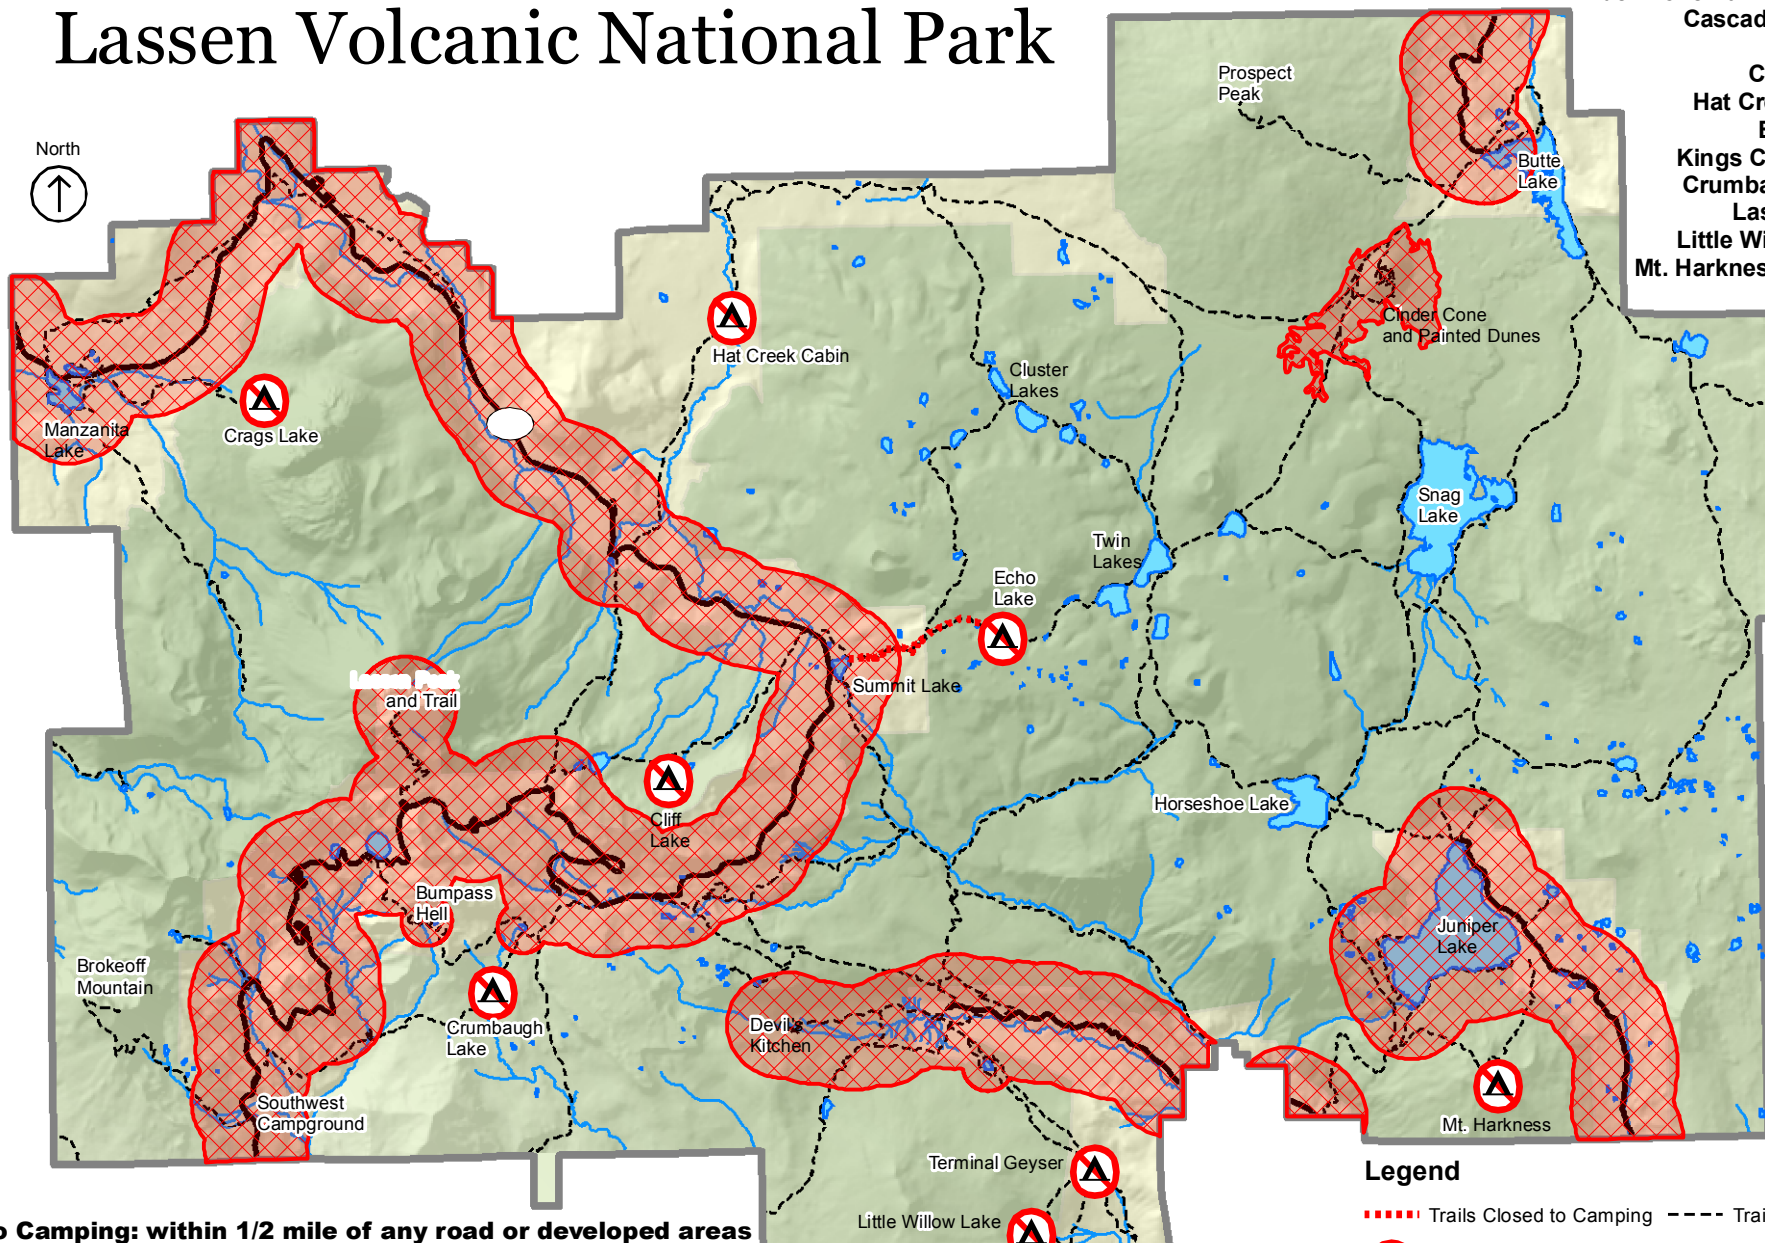 Lassen Volcanic National Park
Cascad
C
Hat Cr
E
Kings C
Crumba
Las
Little Wi
Mt. Harknes
North
Prospect
Peak
Butte
Lake
Cinder Cone
and Painted Dunes
Hat Creek Cabin
Cluster
Lakes
Manzanita
Lake
Crags Lake
Snag
Lake
Twin
Lakes
Echo
Lake
Lassen Peak
and Trail
Summit Lake
Horseshoe Lake
Cliff
Lake
Bumpass
Hell
Juniper
Lake
Brokeoff
Mountain
Crumbaugh
Lake
Devil's
Kitchen
Southwest
Campground
Mt. Harkness
Terminal Geyser
Little Willow Lake
Legend
Trails Closed to Camping
Trai
o Camping: within 1/2 mile of any road or developed areas